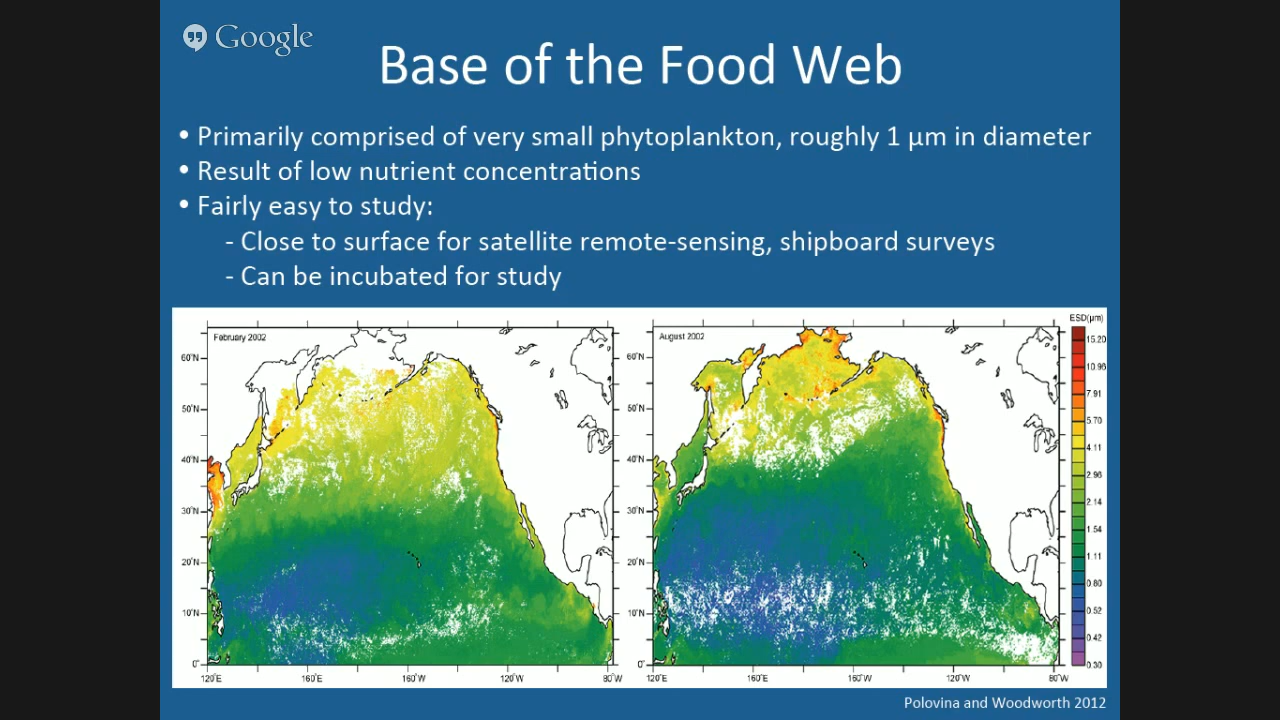 Google
Base of the Food Web
• Primarily comprised of very small phytoplankton, roughly 1 µm in diameter
• Result of low nutrient concentrations
• Fairly easy to study:
- Close to surface for satellite remote-sensing, shipboard surveys
- Can be incubated for study
February 2002
60°N
50°N
40°N
30°N
20°N
10°N
0°
120°E 160°E 160°W 120°W 80°W
August 2002
60°N
50°N
40°N
30°N
20°N
10°N
0°
120°E 160°E 160°W 120°W 80°W
ESD(µm)
15.20
10.96
7.91
5.70
4.11
2.96
2.14
1.54
1.11
0.80
0.52
0.42
0.30
Polovina and Woodworth 2012